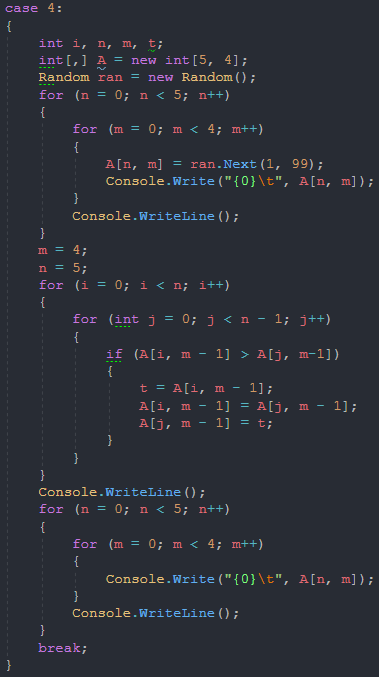 case 4:
{
int i, n, m, t;
int[,] A = new int[5, 4];
Random ran = new Random();
for (n = 0; n < 5; n++)
{
for (m = 0; m < 4; m++)
{
A[n, m] = ran.Next(1, 99);
Console.Write("{0}\t", A[n, m]);
}
Console.WriteLine();
}
m = 4;
n = 5;
for (i = 0; i < n; i++)
{
for (int j = 0; j < n - 1; j++)
{
if (A[i, m - 1] > A[j, m-1])
{
t = A[i, m - 1];
A[i, m - 1] = A[j, m - 1];
A[j, m - 1] = t;
}
}
}
Console.WriteLine();
for (n = 0; n < 5; n++)
{
for (m = 0; m < 4; m++)
{
Console.Write("{0}\t", A[n, m]);
}
Console.WriteLine();
}
break;
}